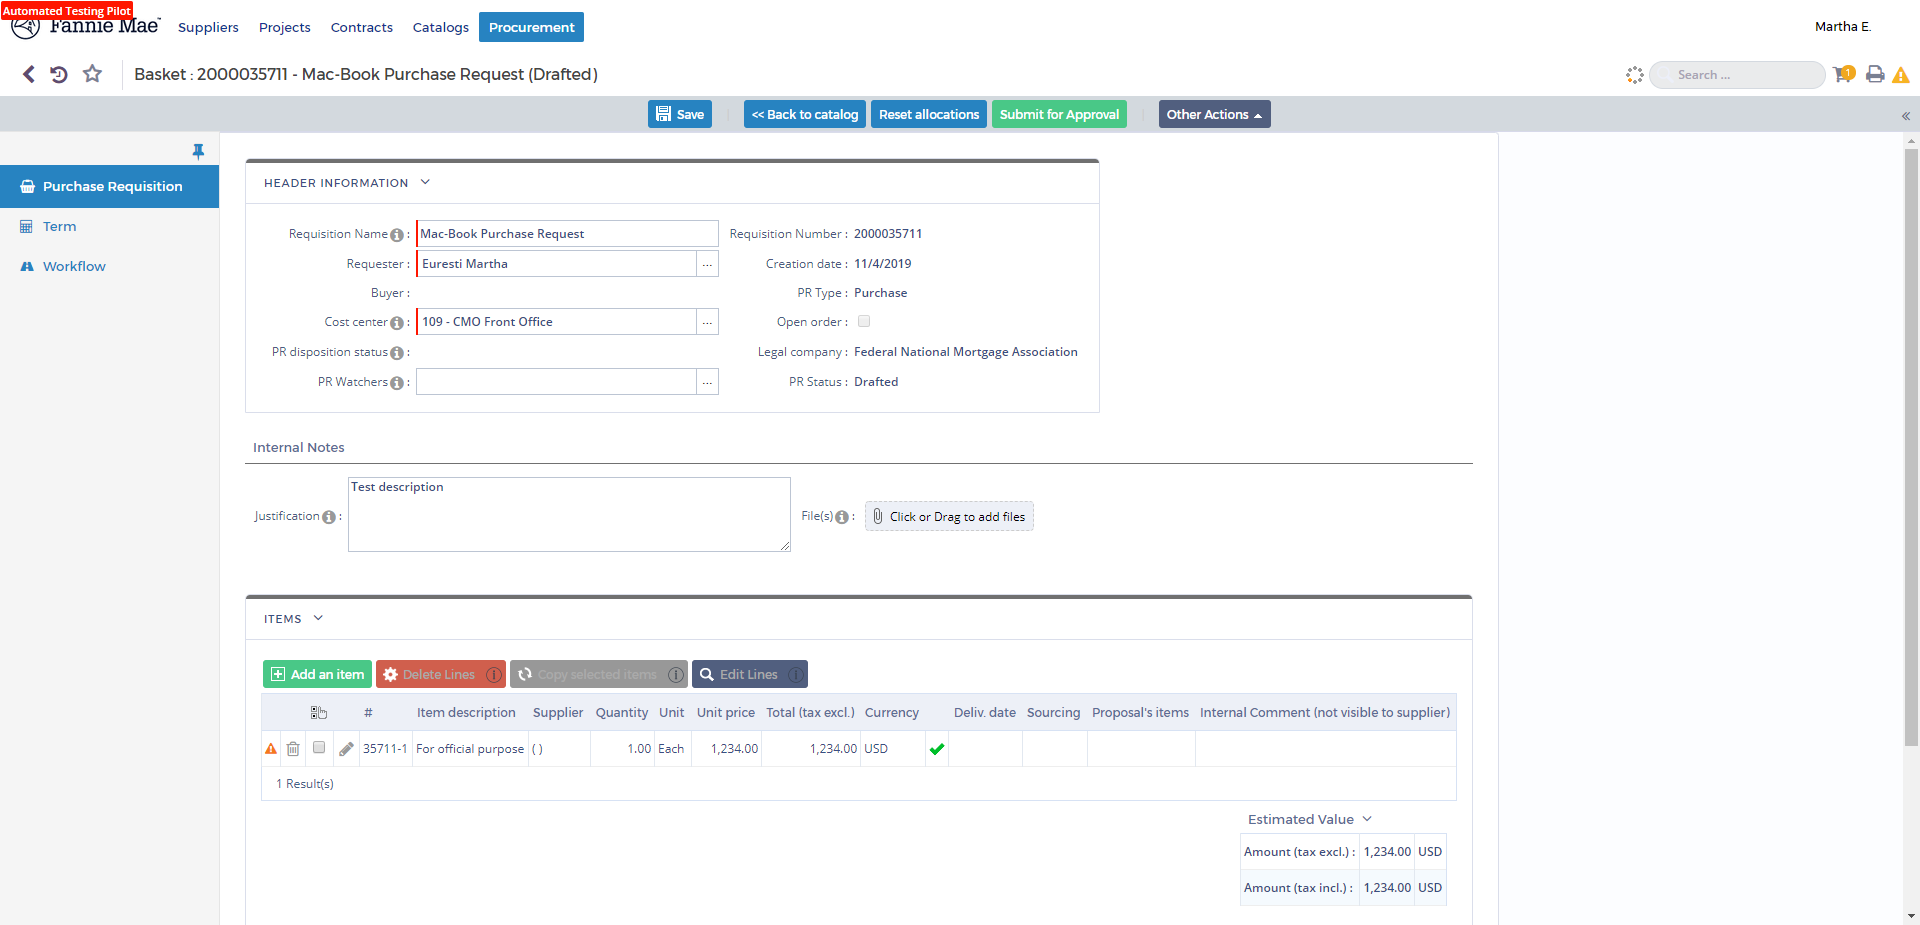 Automated Testing Pilot
Fannie Mae
Suppliers Projects Contracts Catalogs Procurement
Martha E.
Basket : 2000035711 - Mac-Book Purchase Request (Drafted)
Search ...
1
Save << Back to catalog Reset allocations Submit for Approval Other Actions
Purchase Requisition
Term
Workflow
HEADER INFORMATION
Requisition Name : Mac-Book Purchase Request Requisition Number : 2000035711
Requester : Euresti Martha ... Creation date : 11/4/2019
Buyer : PR Type : Purchase
Cost center : 109 - CMO Front Office ... Open order :
PR disposition status : Legal company : Federal National Mortgage Association
PR Watchers : ... PR Status : Drafted
Internal Notes
Test description
Justification : File(s) : Click or Drag to add files
ITEMS
Add an item Delete Lines Copy selected items Edit Lines
# Item description Supplier Quantity Unit Unit price Total (tax excl.) Currency Deliv. date Sourcing Proposal's items Internal Comment (not visible to supplier)
35711-1 For official purpose ( ) 1.00 Each 1,234.00 1,234.00 USD
1 Result(s)
Estimated Value
Amount (tax excl.) : 1,234.00 USD
Amount (tax incl.) : 1,234.00 USD